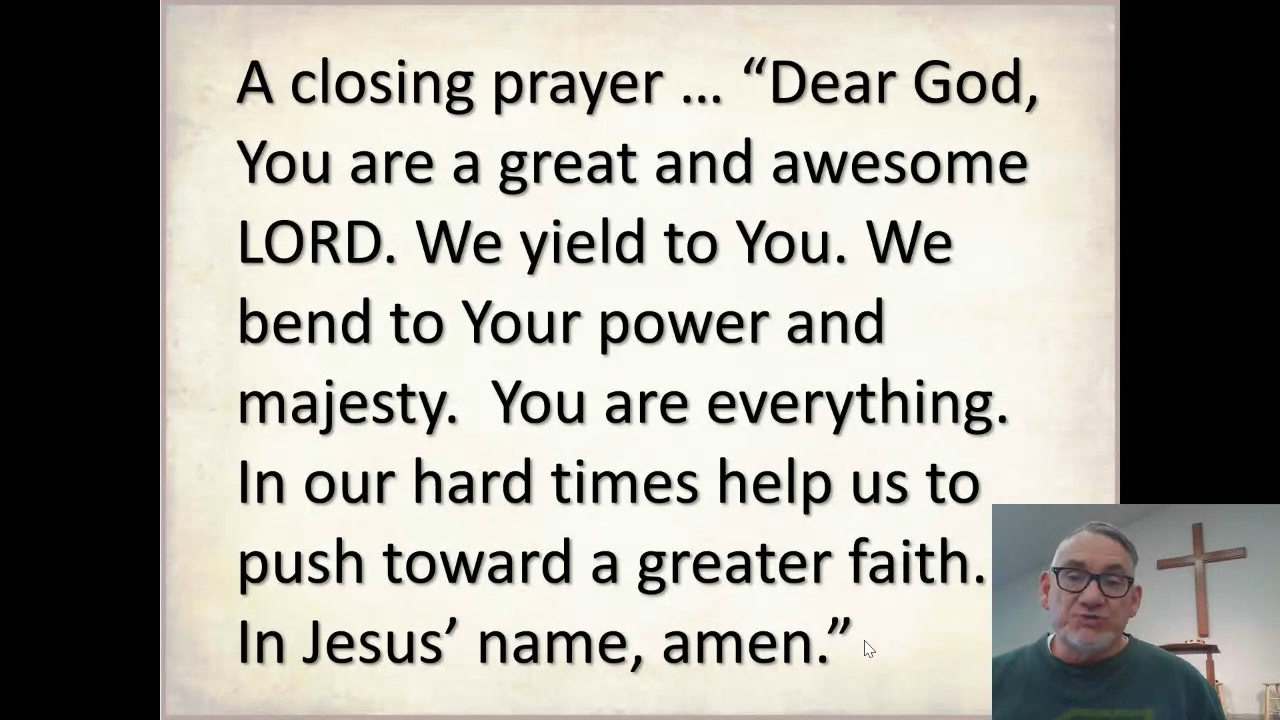 A closing prayer … “Dear God,
You are a great and awesome
LORD. We yield to You. We
bend to Your power and
majesty.  You are everything.
In our hard times help us to
push toward a greater faith.
In Jesus’ name, amen.”